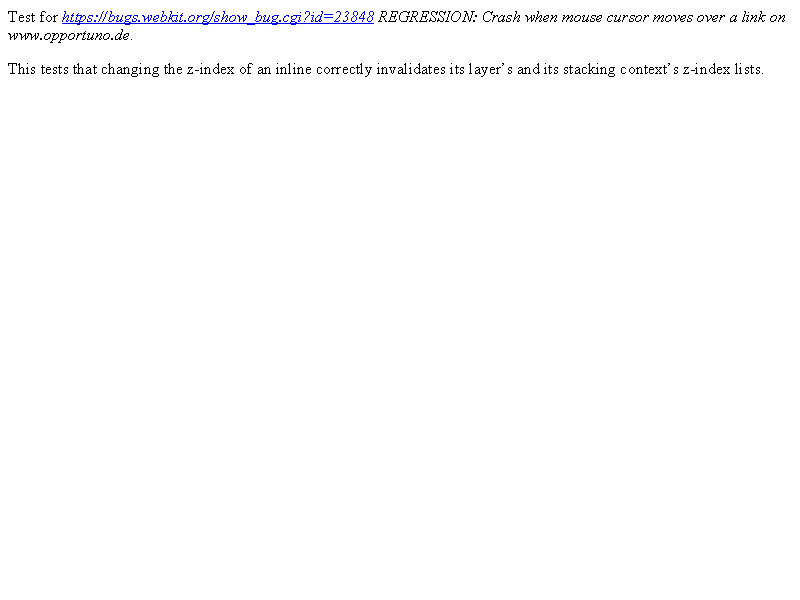 Test for https://bugs.webkit.org/show_bug.cgi?id=23848 REGRESSION: Crash when mouse cursor moves over a link on
www.opportuno.de.
This tests that changing the z-index of an inline correctly invalidates its layer’s and its stacking context’s z-index lists.